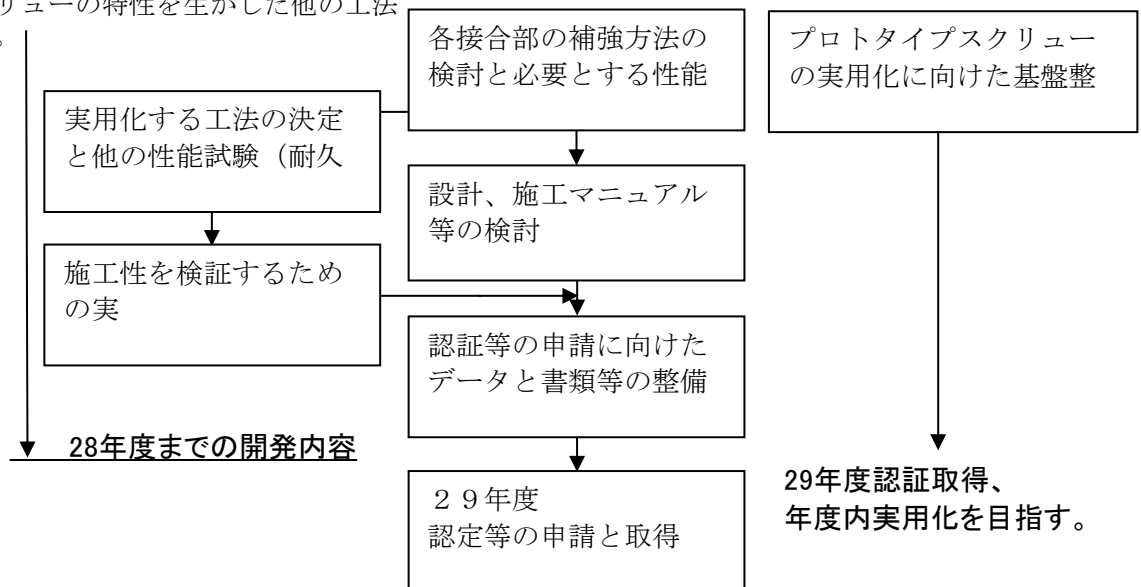 リューの特性を生かした他の工法
。
各接合部の補強方法の
検討と必要とする性能
プロトタイプスクリュー
の実用化に向けた基盤整
実用化する工法の決定
と他の性能試験（耐久
設計、施工マニュアル
等の検討
施工性を検証するため
の実
認証等の申請に向けた
データと書類等の整備
28年度までの開発内容
２９年度
認定等の申請と取得
29年度認証取得、
年度内実用化を目指す。